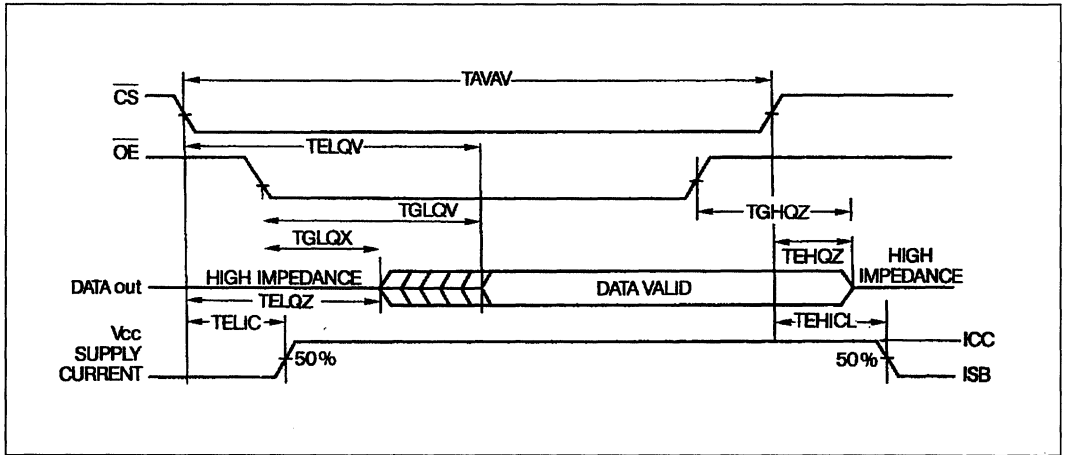 TAVAV
CS
TELQV
OE
TGLQV
TGHQZ
TGLQX
TEHQZ
HIGH IMPEDANCE
HIGH IMPEDANCE
DATA out
DATA VALID
TELQZ
TELIC
TEHICL
Vcc SUPPLY CURRENT
50%
50%
ICC
ISB